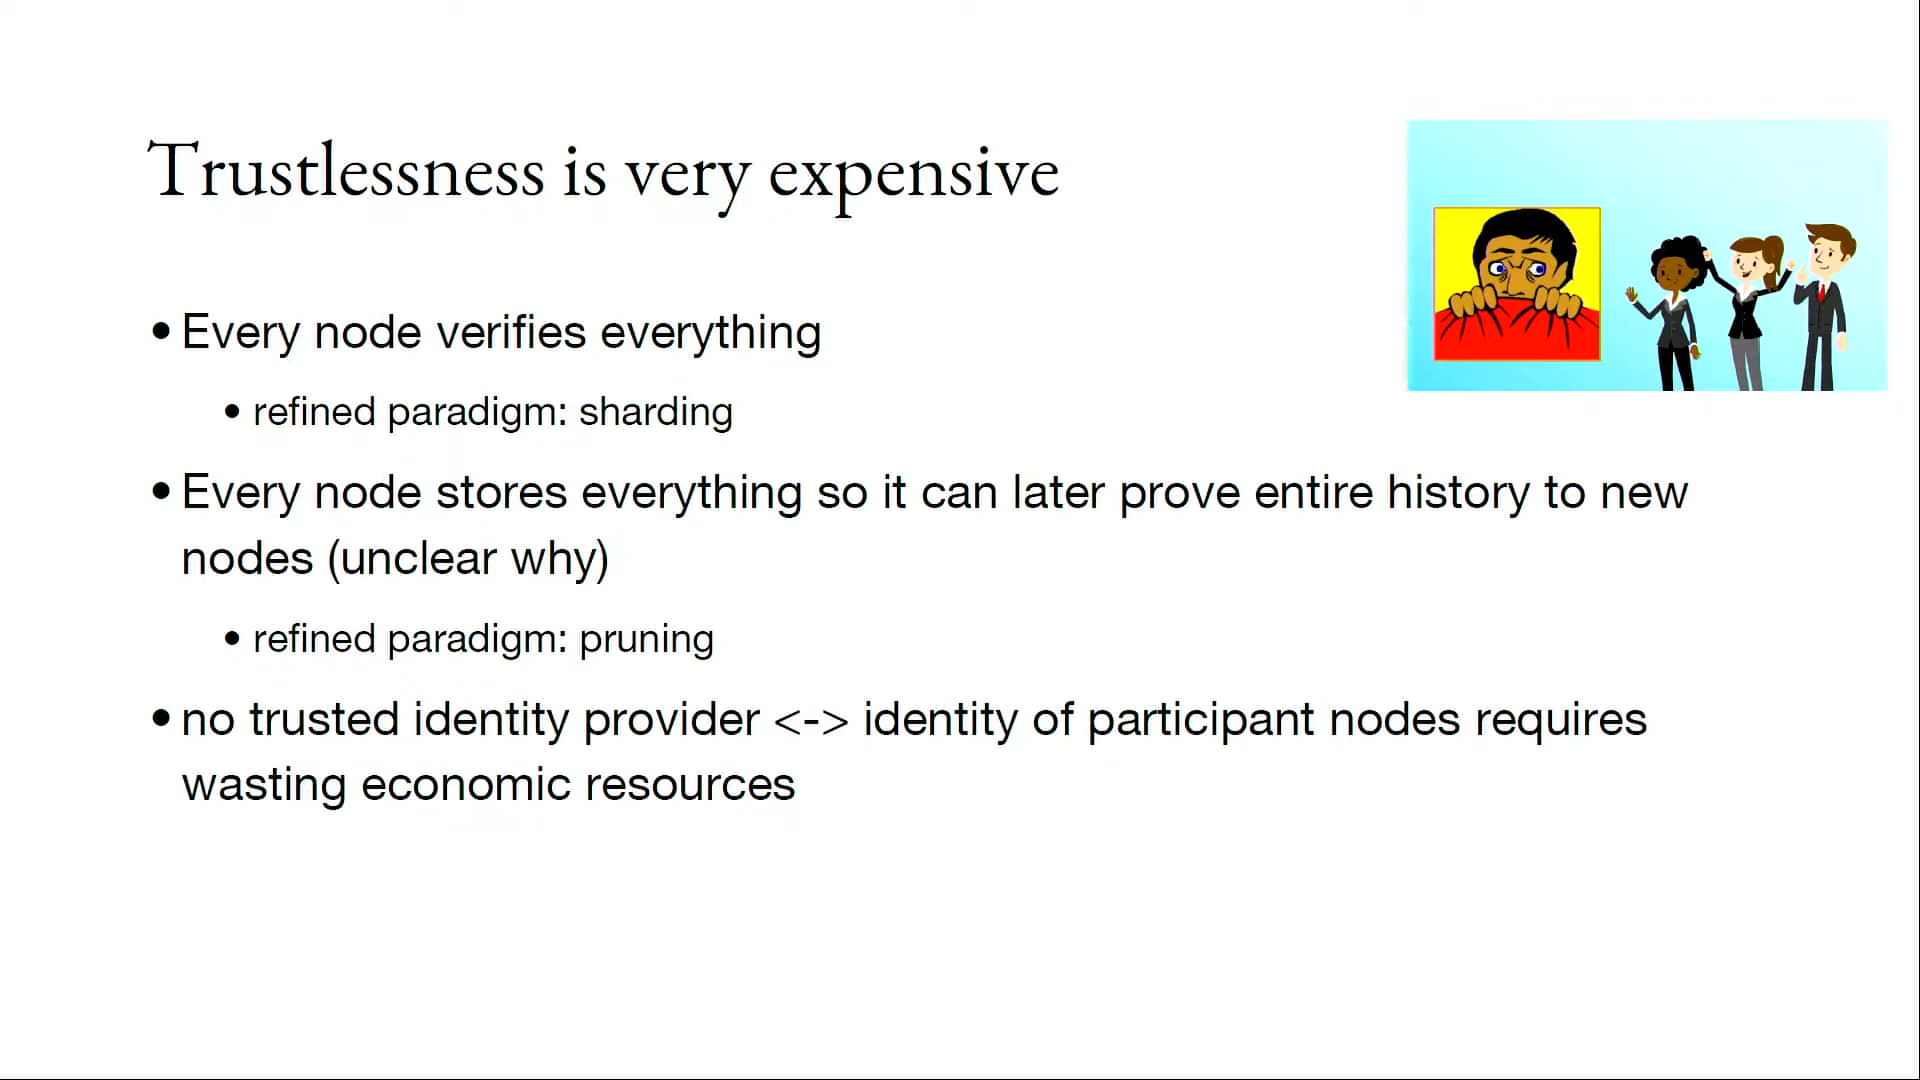 Trustlessness is very expensive
• Every node verifies everything
• refined paradigm: sharding
• Every node stores everything so it can later prove entire history to new
nodes (unclear why)
• refined paradigm: pruning
• no trusted identity provider <-> identity of participant nodes requires
wasting economic resources